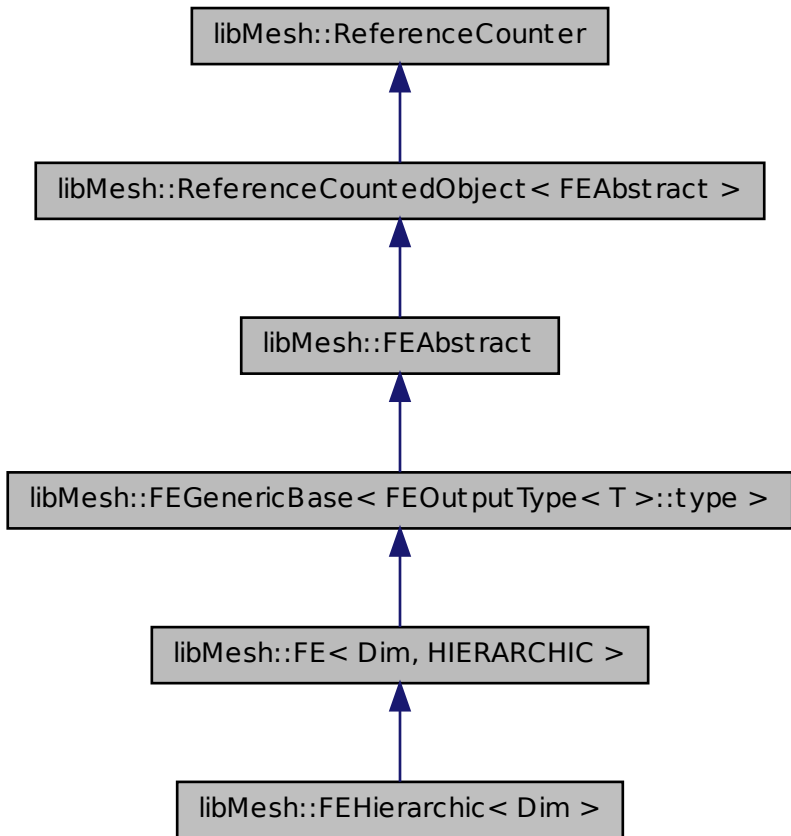 libMesh::ReferenceCounter
libMesh::ReferenceCountedObject< FEAbstract >
libMesh::FEAbstract
libMesh::FEGenericBase< FEOutputType< T >::type >
libMesh::FE< Dim, HIERARCHIC >
libMesh::FEHierarchic< Dim >